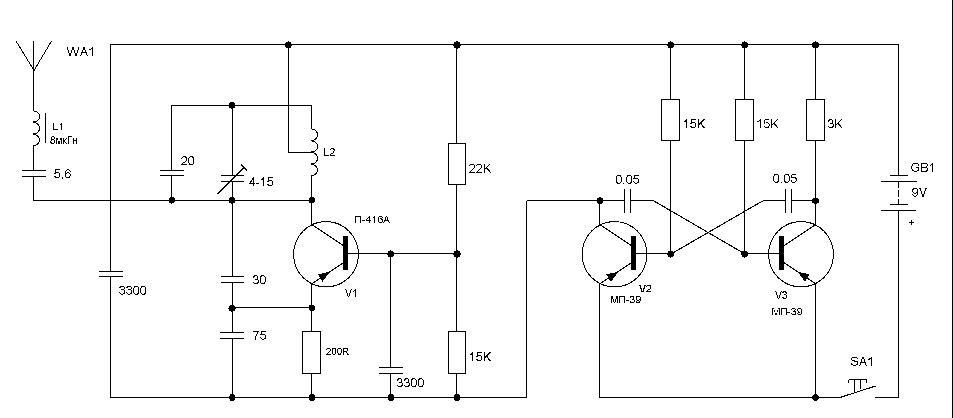 WA1
L1
8мкГн
5,6
20
4-15
L2
22K
15K
15K
3K
GB1
9V
+
0.05
0.05
П-416А
V1
3300
30
75
200R
3300
15K
V2
МП-39
V3
МП-39
SA1